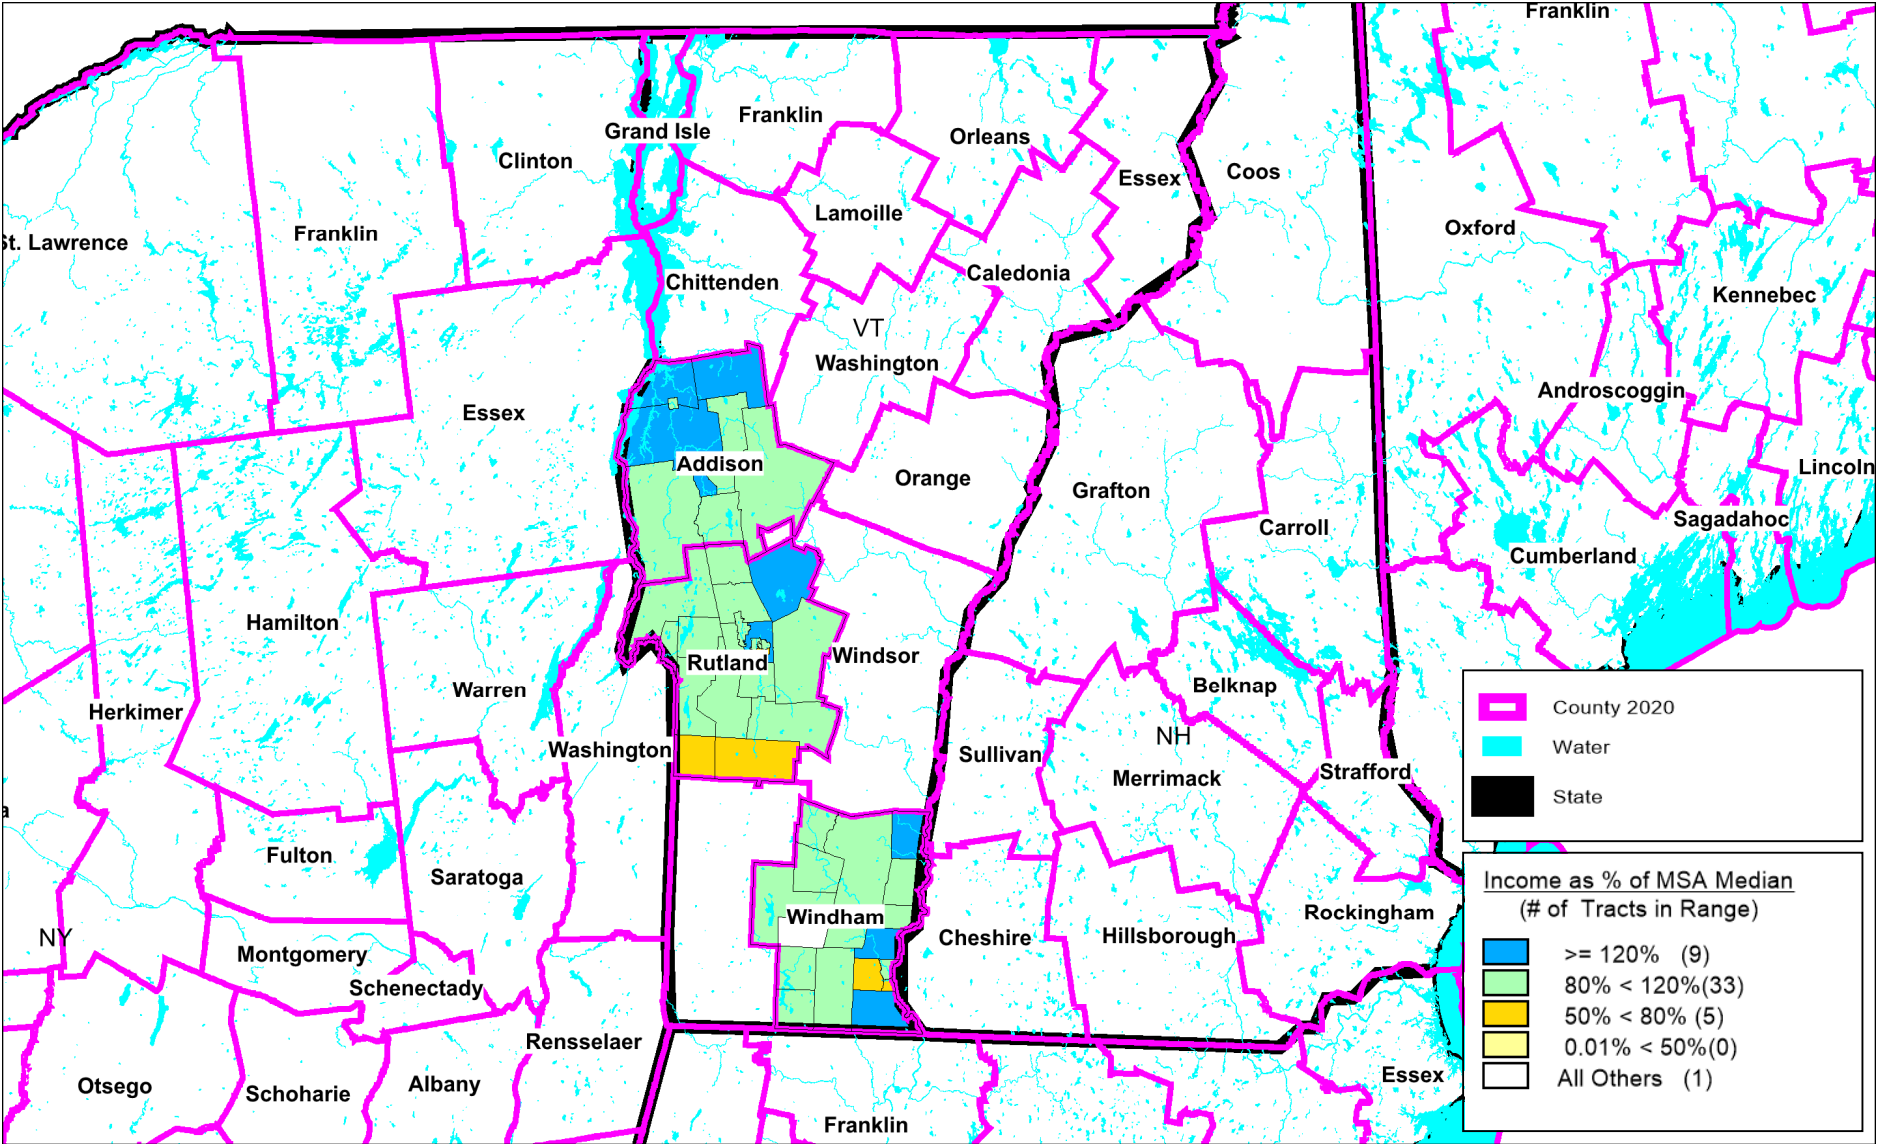 Franklin
Franklin
Grand Isle
Orleans
Clinton
Essex
Coos
Lamoille
Franklin
Oxford
St. Lawrence
Caledonia
Chittenden
Kennebec
VT
Washington
Androscoggin
Essex
Addison
Orange
Lincoln
Grafton
Sagadahoc
Carroll
Cumberland
Hamilton
Rutland
Windsor
Warren
Belknap
Herkimer
County 2020
NH
Water
Washington
Sullivan
Merrimack
Strafford
State
a
Fulton
Saratoga
Income as % of MSA Median
(# of Tracts in Range)
Windham
Rockingham
NY
Cheshire
Hillsborough
Montgomery
>= 120% (9)
Schenectady
80% < 120%(33)
50% < 80% (5)
Rensselaer
0.01% < 50%(0)
Essex
All Others (1)
Otsego
Schoharie
Albany
Franklin